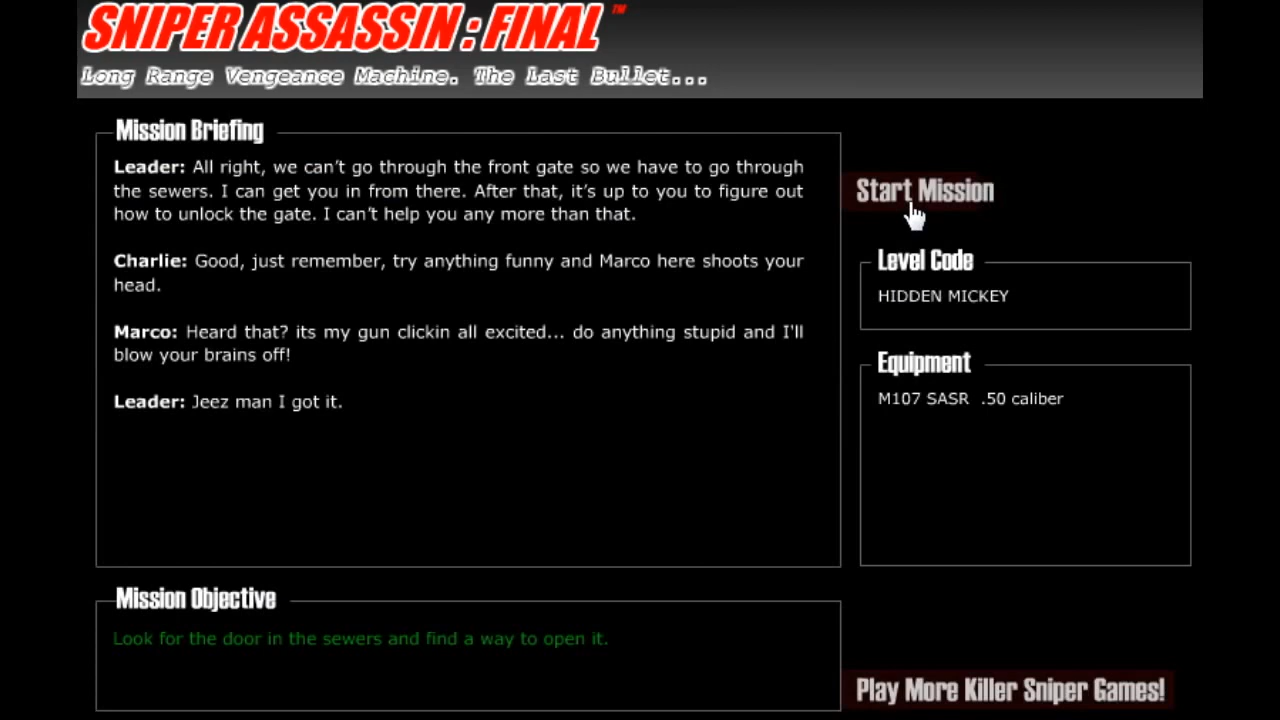 SNIPER ASSASSIN : FINAL ™
Long Range Vengeance Machine. The Last Bullet...
Mission Briefing
Leader: All right, we can’t go through the front gate so we have to go through
the sewers. I can get you in from there. After that, it’s up to you to figure out
how to unlock the gate. I can’t help you any more than that.
Charlie: Good, just remember, try anything funny and Marco here shoots your
head.
Marco: Heard that? its my gun clickin all excited... do anything stupid and I'll
blow your brains off!
Leader: Jeez man I got it.
Start Mission
Level Code
HIDDEN MICKEY
Equipment
M107 SASR .50 caliber
Mission Objective
Look for the door in the sewers and find a way to open it.
Play More Killer Sniper Games!